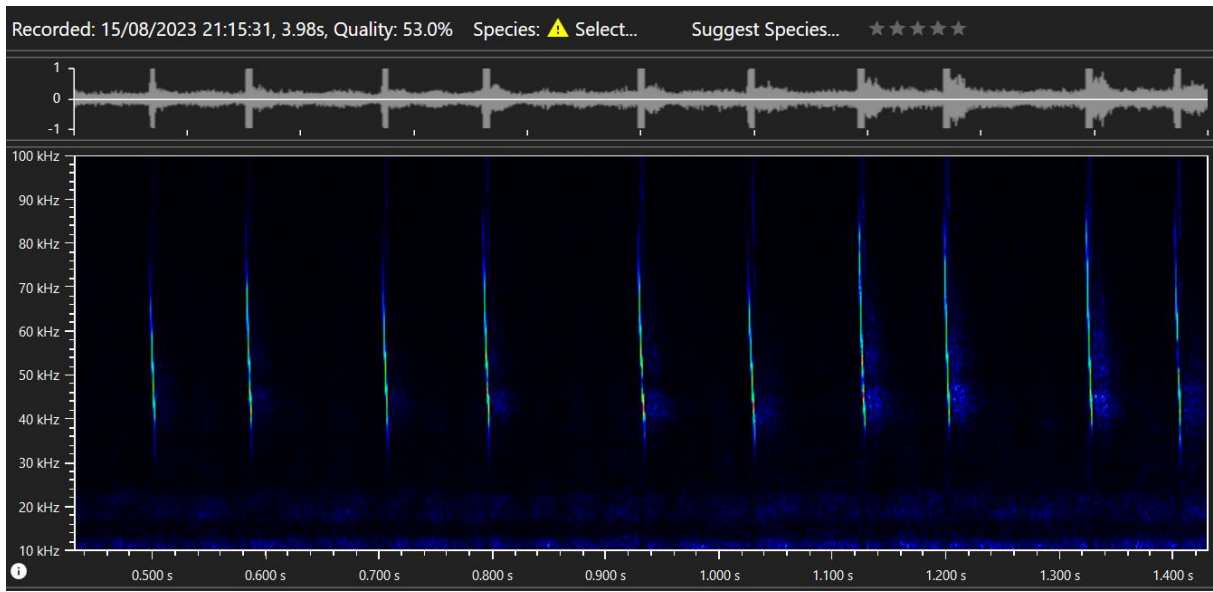 Recorded: 15/08/2023 21:15:31, 3.98s, Quality: 53.0% Species: Select... Suggest Species...
1
0
-1
100 kHz
90 kHz
80 kHz
70 kHz
60 kHz
50 kHz
40 kHz
30 kHz
20 kHz
10 kHz
0.500 s 0.600 s 0.700 s 0.800 s 0.900 s 1.000 s 1.100 s 1.200 s 1.300 s 1.400 s